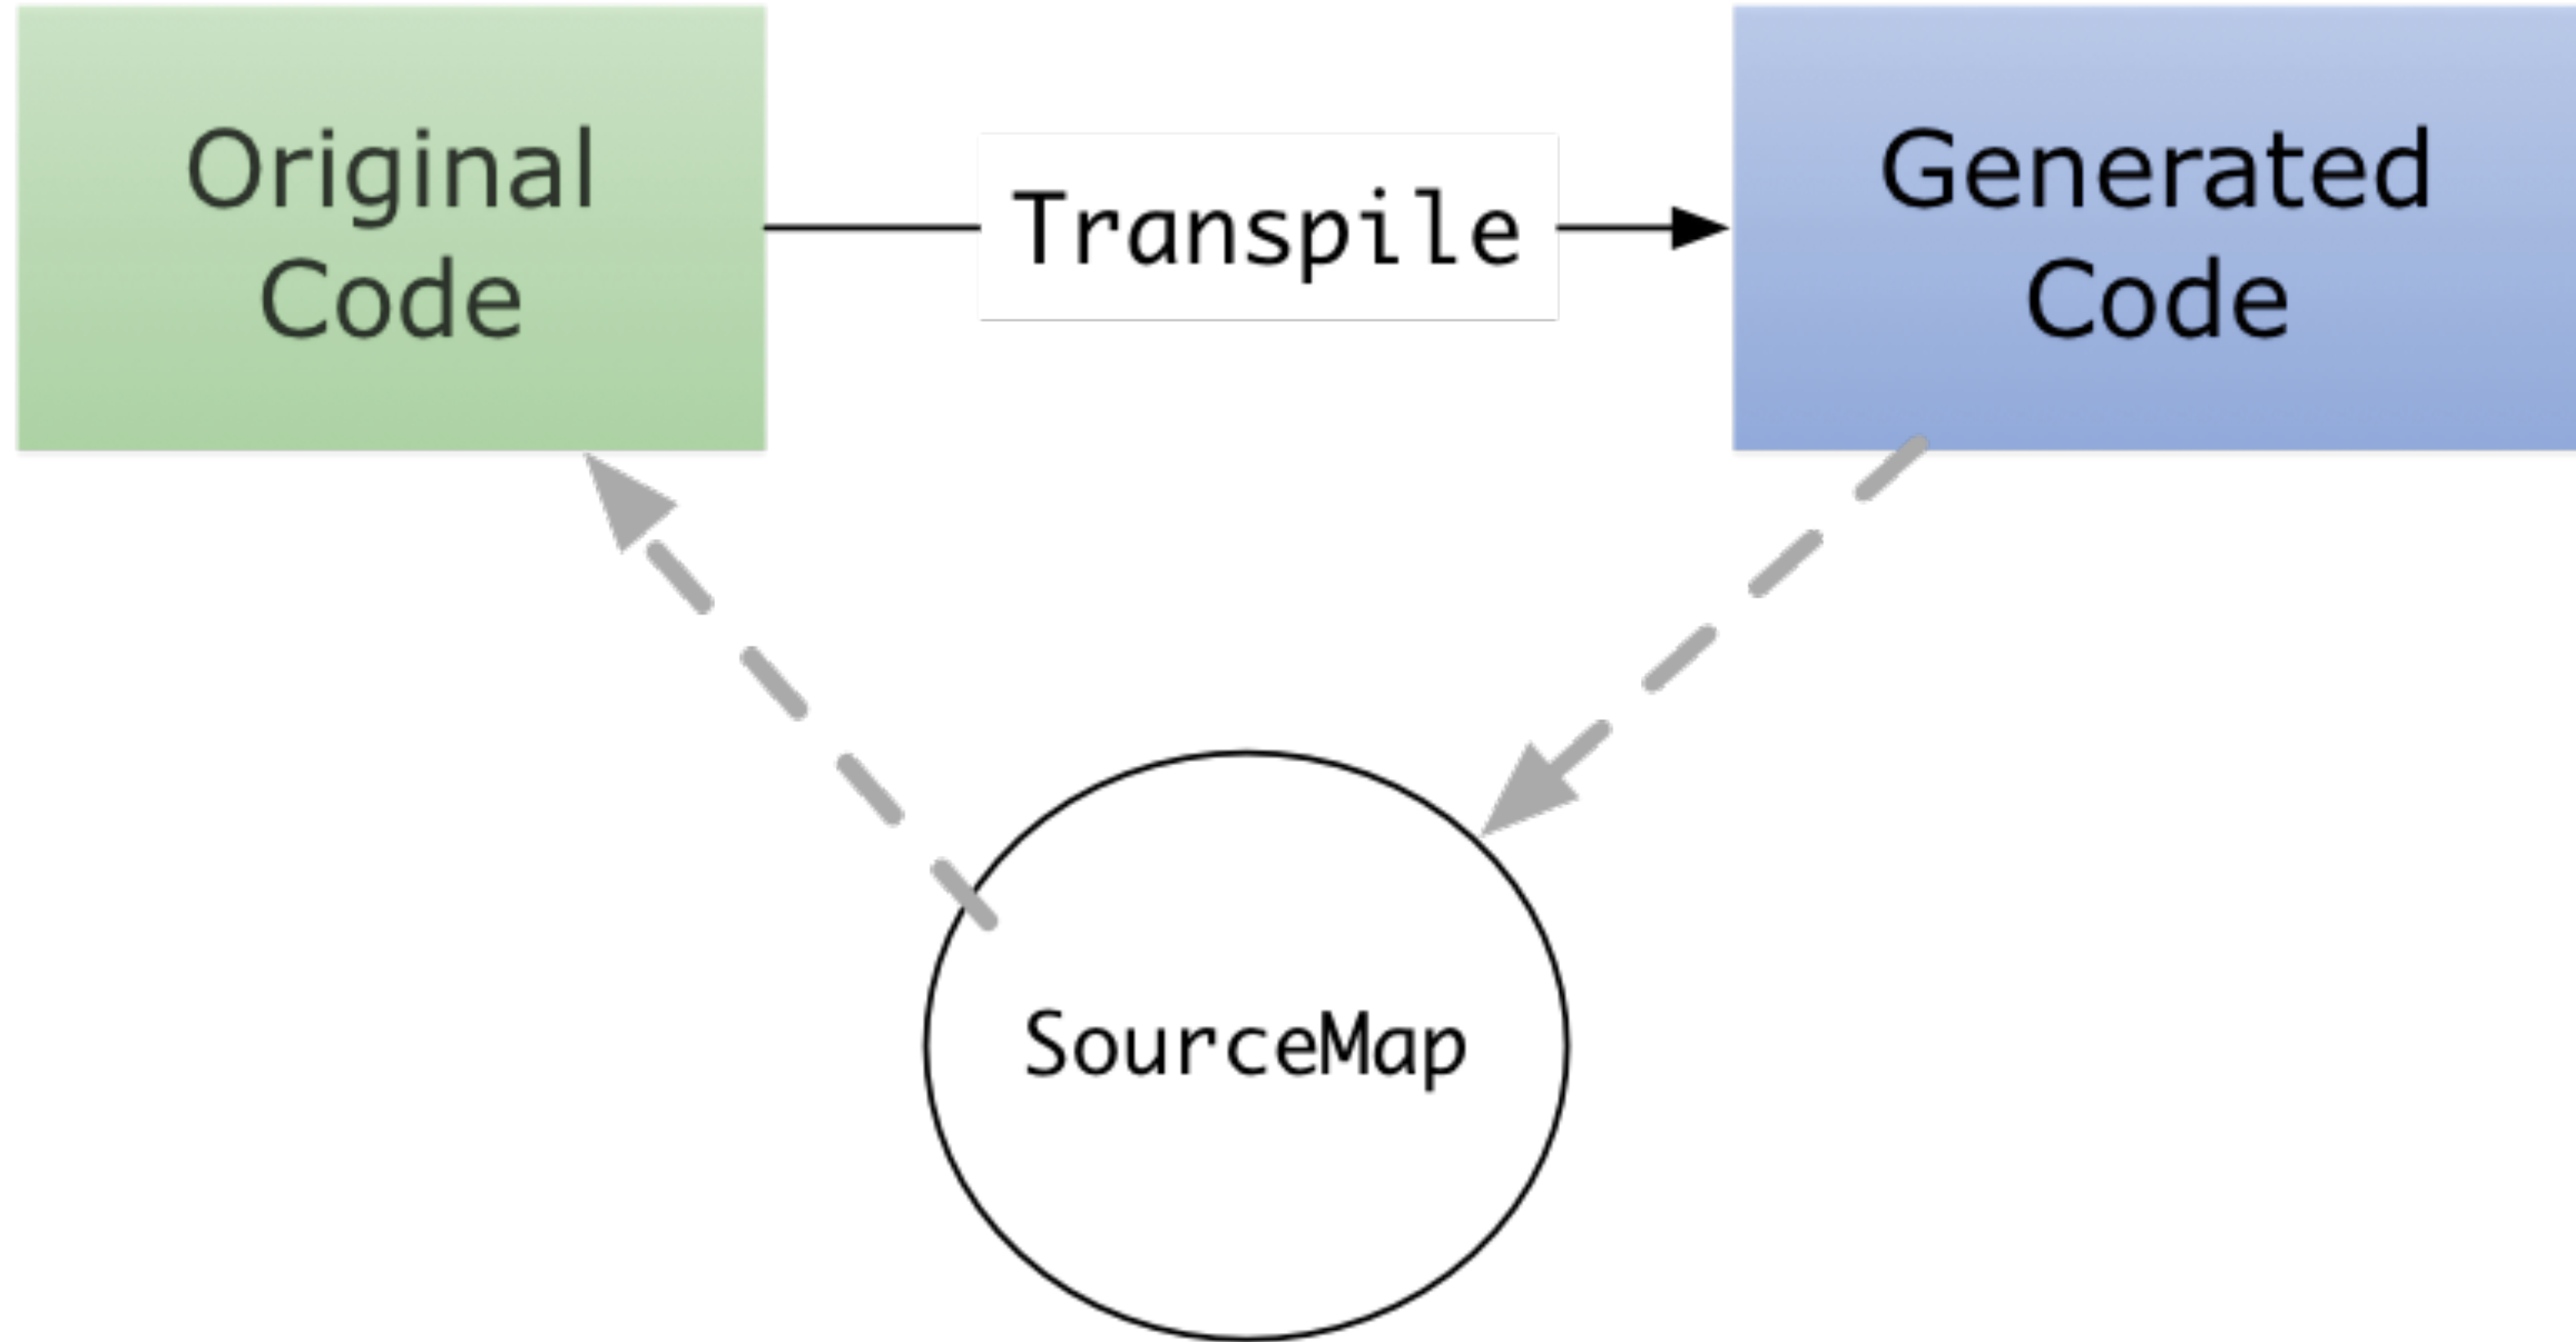 Original
Code
Transpile
Generated
Code
SourceMap